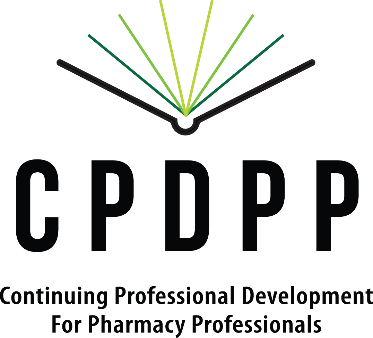 CPDPP
Continuing Professional Development
For Pharmacy Professionals